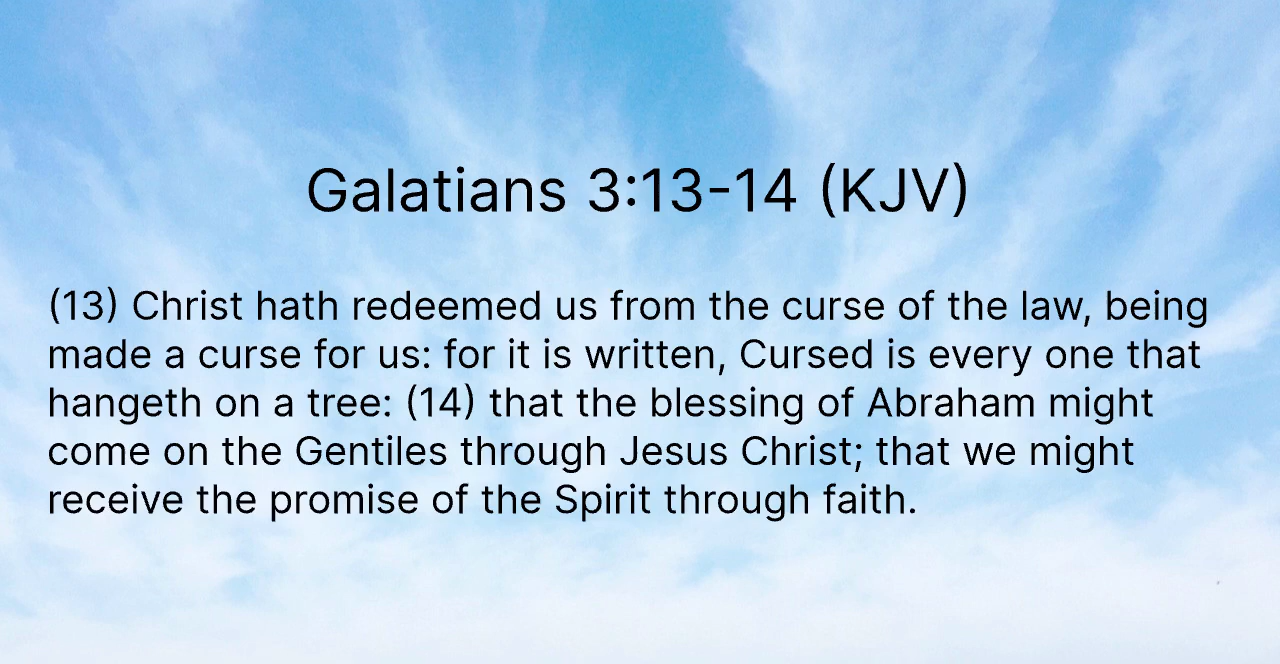 Galatians 3:13-14 (KJV)
(13) Christ hath redeemed us from the curse of the law, being
made a curse for us: for it is written, Cursed is every one that
hangeth on a tree: (14) that the blessing of Abraham might
come on the Gentiles through Jesus Christ; that we might
receive the promise of the Spirit through faith.